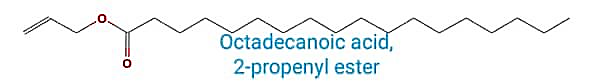 O
O
Octadecanoic acid,
2-propenyl ester